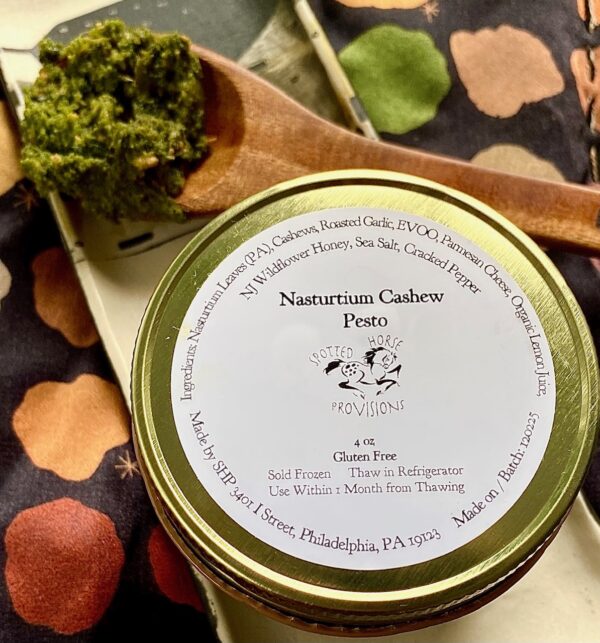 Ingredients: Nasturtium Leaves (PA), Cashews, Roasted Garlic, EVOO, Parmesan Cheese, Organic Lemon Juice,
NJ Wildflower Honey, Sea Salt, Cracked Pepper
Nasturtium Cashew
Pesto
SPOTTED HORSE
PROVISIONS
4 oz
Gluten Free
Sold Frozen Thaw in Refrigerator
Use Within 1 Month from Thawing
Made by SHP 3401 I Street, Philadelphia, PA 19123
Made on / Batch: 120225